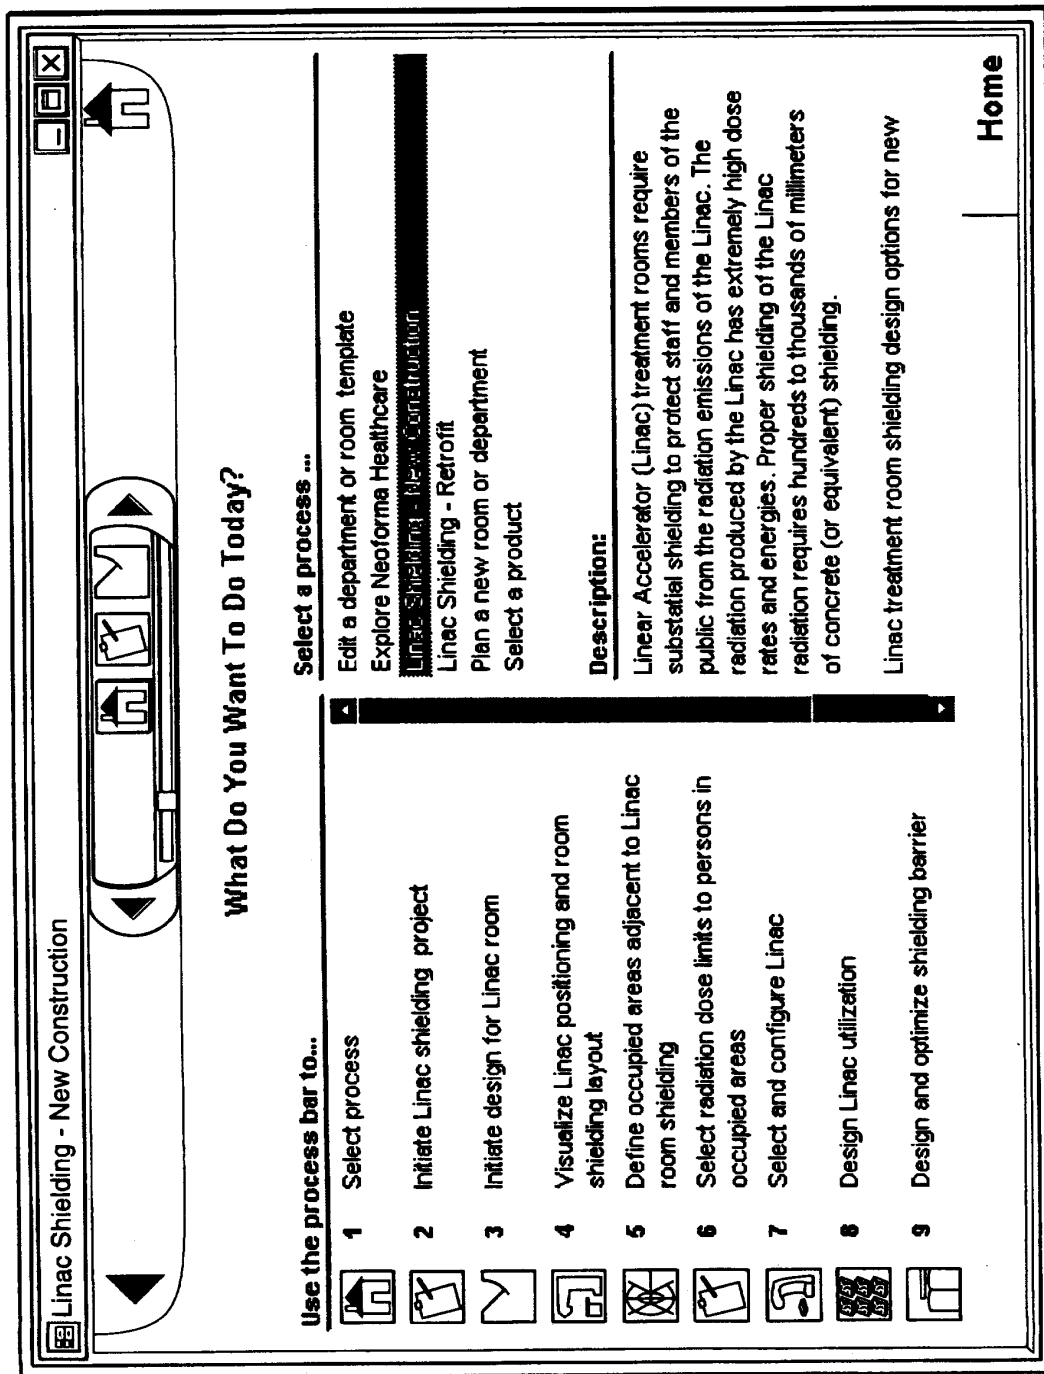 Linac Shielding - New Construction
What Do You Want To Do Today?
Use the process bar to...
1 Select process
2 Initiate Linac shielding project
3 Initiate design for Linac room
4 Visualize Linac positioning and room
shielding layout
5 Define occupied areas adjacent to Linac
room shielding
6 Select radiation dose limits to persons in
occupied areas
7 Select and configure Linac
8 Design Linac utilization
9 Design and optimize shielding barrier
Select a process...
Edit a department or room template
Explore Neoforma Healthcare
Linac Shielding - New Construction
Linac Shielding - Retrofit
Plan a new room or department
Select a product
Description:
Linear Accelerator (Linac) treatment rooms require
substatial shielding to protect staff and members of the
public from the radiation emissions of the Linac. The
radiation produced by the Linac has extremely high dose
rates and energies. Proper shielding of the Linac
radiation requires hundreds to thousands of millimeters
of concrete (or equivalent) shielding.
Linac treatment room shielding design options for new
Home